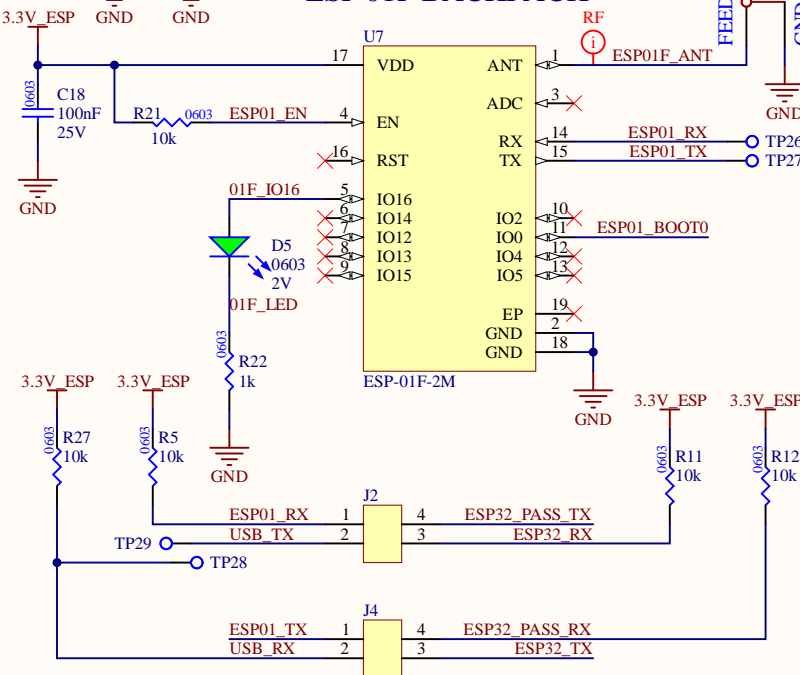 3.3V_ESP
GND
GND
0603
C18
100nF
25V
GND
R21
0603
10k
ESP01_EN
U7
17
VDD
4
EN
16
RST
5
IO16
6
IO14
7
IO12
8
IO13
9
IO15
ANT
1
ADC
3
RX
14
TX
15
IO2
10
IO0
11
IO4
12
IO5
13
EP
19
GND
2
GND
18
ESP-01F-2M
RF
i
ESP01F_ANT
FEED
GND
ESP01_RX
TP26
ESP01_TX
TP27
ESP01_BOOT0
GND
01F_IO16
D5
0603
2V
01F_LED
0603
R22
1k
GND
3.3V_ESP
0603
R27
10k
3.3V_ESP
0603
R5
10k
3.3V_ESP
0603
R11
10k
3.3V_ESP
0603
R12
10k
J2
ESP01_RX
1
4
ESP32_PASS_TX
TP29
USB_TX
2
3
ESP32_RX
TP28
J4
ESP01_TX
1
4
ESP32_PASS_RX
USB_RX
2
3
ESP32_TX